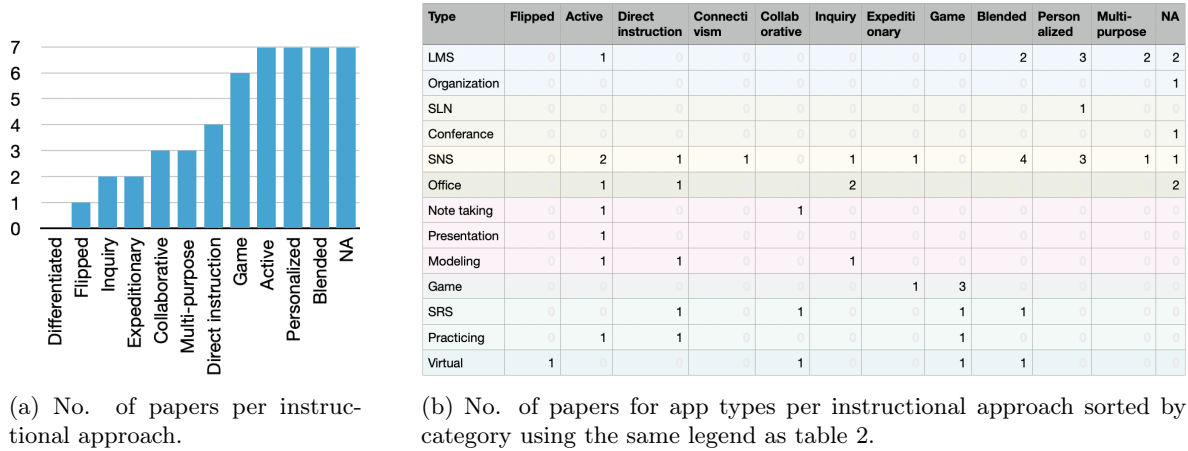 7
6
5
4
3
2
1
0
Differentiated
Flipped
Inquiry
Expeditionary
Collaborative
Multi-purpose
Direct instruction
Game
Active
Personalized
Blended
NA
(a) No. of papers per instruc-
tional approach.
Type Flipped Active Direct Connecti Collab Inquiry Expediti Game Blended Person Multi- NA
instruction vism orative onary alized purpose
LMS 0 1 0 0 0 0 0 0 2 3 2 2
Organization 0 0 0 0 0 0 0 0 0 0 0 1
SLN 0 0 0 0 0 0 0 0 0 1 0 0
Conferance 0 0 0 0 0 0 0 0 0 0 0 1
SNS 0 2 1 1 0 1 1 0 4 3 1 1
Office 1 1 2 2
Note taking 0 1 0 0 1 0 0 0 0 0 0 0
Presentation 0 1 0 0 0 0 0 0 0 0 0 0
Modeling 0 1 1 0 0 1 0 0 0 0 0 0
Game 0 0 0 0 0 0 1 3 0 0 0 0
SRS 0 0 1 0 1 0 0 1 1 0 0 0
Practicing 0 1 1 0 0 0 0 1 0 0 0 0
Virtual 1 0 0 0 1 0 0 1 1 0 0 0
(b) No. of papers for app types per instructional approach sorted by
category using the same legend as table 2.